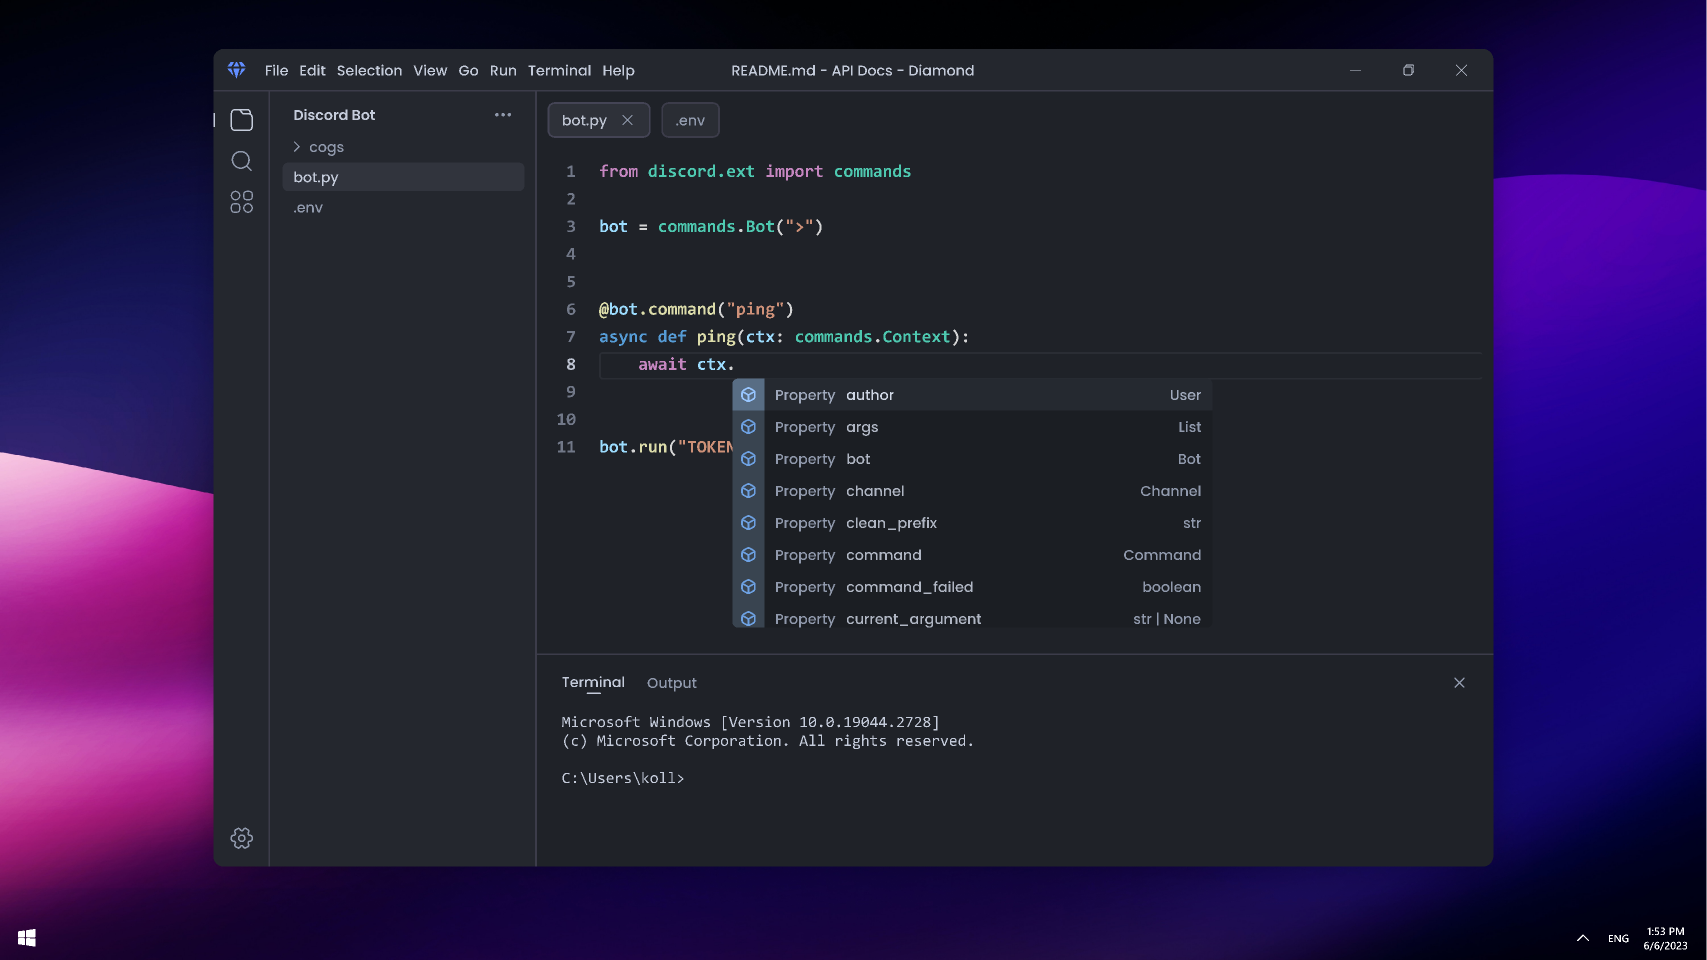 File Edit Selection View Go Run Terminal Help README.md - API Docs - Diamond
Discord Bot ...
cogs
bot.py
.env
bot.py .env
1 from discord.ext import commands
2
3 bot = commands.Bot(">")
4
5
6 @bot.command("ping")
7 async def ping(ctx: commands.Context):
8 await ctx.
9
10
11 bot.run("TOKEN
Property author User
Property args List
Property bot Bot
Property channel Channel
Property clean_prefix str
Property command Command
Property command_failed boolean
Property current_argument str | None
Terminal Output
Microsoft Windows [Version 10.0.19044.2728]
(c) Microsoft Corporation. All rights reserved.
C:\Users\koll>
ENG 1:53 PM
6/6/2023